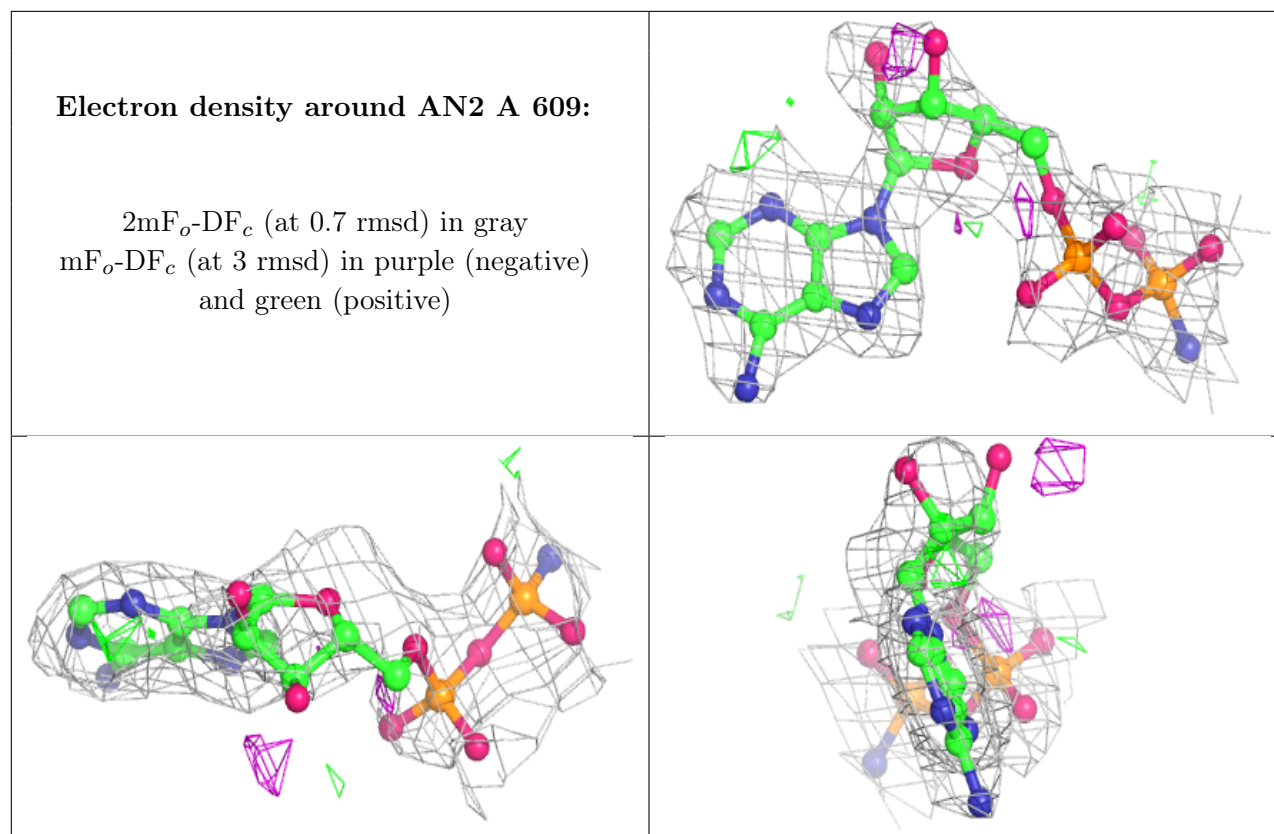 Electron density around AN2 A 609:
2mFo-DFc (at 0.7 rmsd) in gray
mFo-DFc (at 3 rmsd) in purple (negative)
and green (positive)